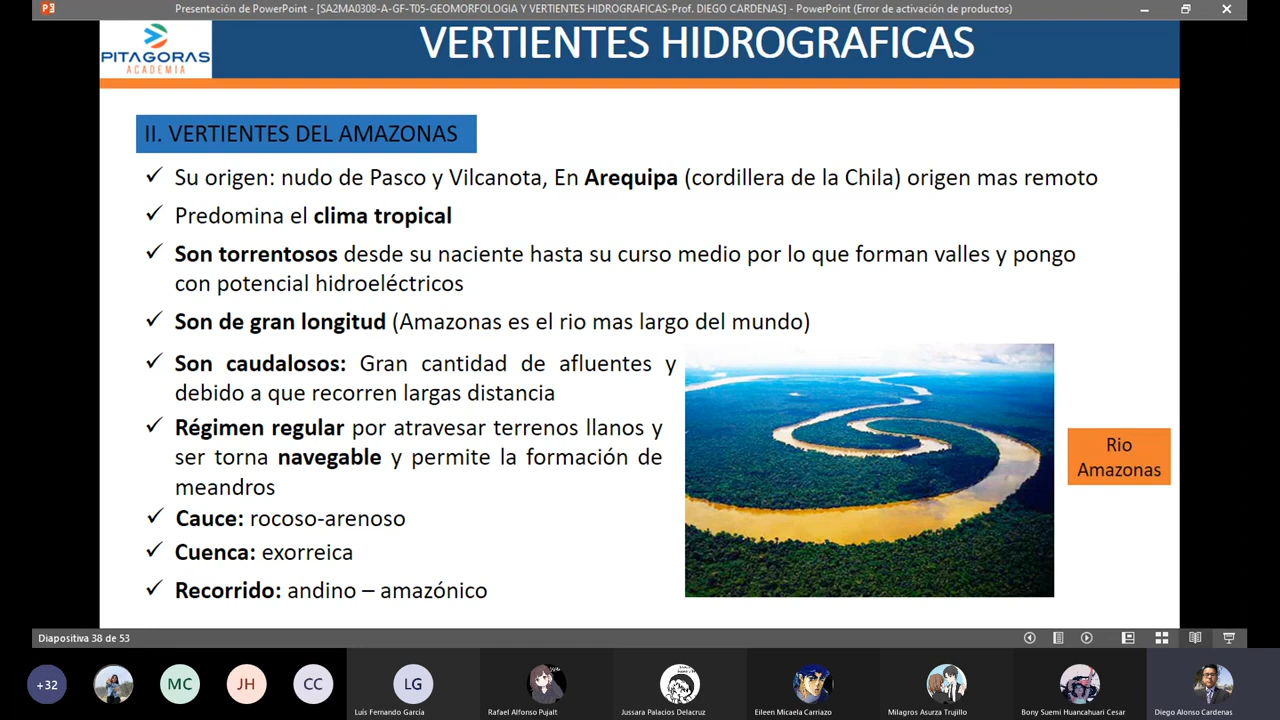 Presentación de PowerPoint - [SA2MA0308-A-GF-T05-GEOMORFOLOGIA Y VERTIENTES HIDROGRAFICAS-Prof. DIEGO CARDENAS] - PowerPoint (Error de activación de productos)
PITAGORAS
ACADEMIA
VERTIENTES HIDROGRAFICAS
II. VERTIENTES DEL AMAZONAS
✓ Su origen: nudo de Pasco y Vilcanota, En Arequipa (cordillera de la Chila) origen mas remoto
✓ Predomina el clima tropical
✓ Son torrentosos desde su naciente hasta su curso medio por lo que forman valles y pongo
con potencial hidroeléctricos
✓ Son de gran longitud (Amazonas es el rio mas largo del mundo)
✓ Son caudalosos: Gran cantidad de afluentes y
debido a que recorren largas distancia
✓ Régimen regular por atravesar terrenos llanos y
ser torna navegable y permite la formación de
meandros
✓ Cauce: rocoso-arenoso
✓ Cuenca: exorreica
✓ Recorrido: andino – amazónico
Rio
Amazonas
Diapositiva 38 de 53
+32
MC
JH
CC
LG
Luis Fernando García
Rafael Alfonso Pujalt
Jussara Palacios Delacruz
Eileen Micaela Carriazo
Milagros Asurza Trujillo
Bony Suemi Huancahuari Cesar
Diego Alonso Cardenas